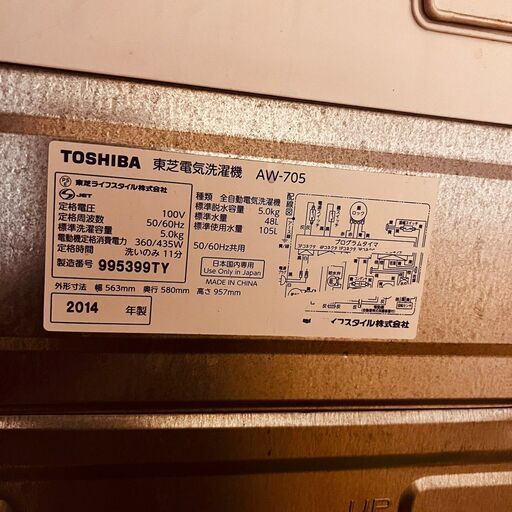 TOSHIBA 東芝電気洗濯機 AW-705
東芝ライフスタイル株式会社
JET
定格電圧 100V
定格周波数 50/60Hz
標準洗濯容量 5.0kg
電動機定格消費電力 360/435W
定格時間 洗いのみ 11分
製造番号 995399TY
種類 全自動電気洗濯機
標準脱水容量 5.0kg
標準水量 48L
標準使用水量 105L
50/60Hz共用
日本国内専用
Use Only in Japan
MADE IN CHINA
外形寸法 幅 563mm 奥行 580mm 高さ 957mm
2014 年製
配線図
蓋
ロック
プログラムタイマ
イフスタイル株式会社
UP